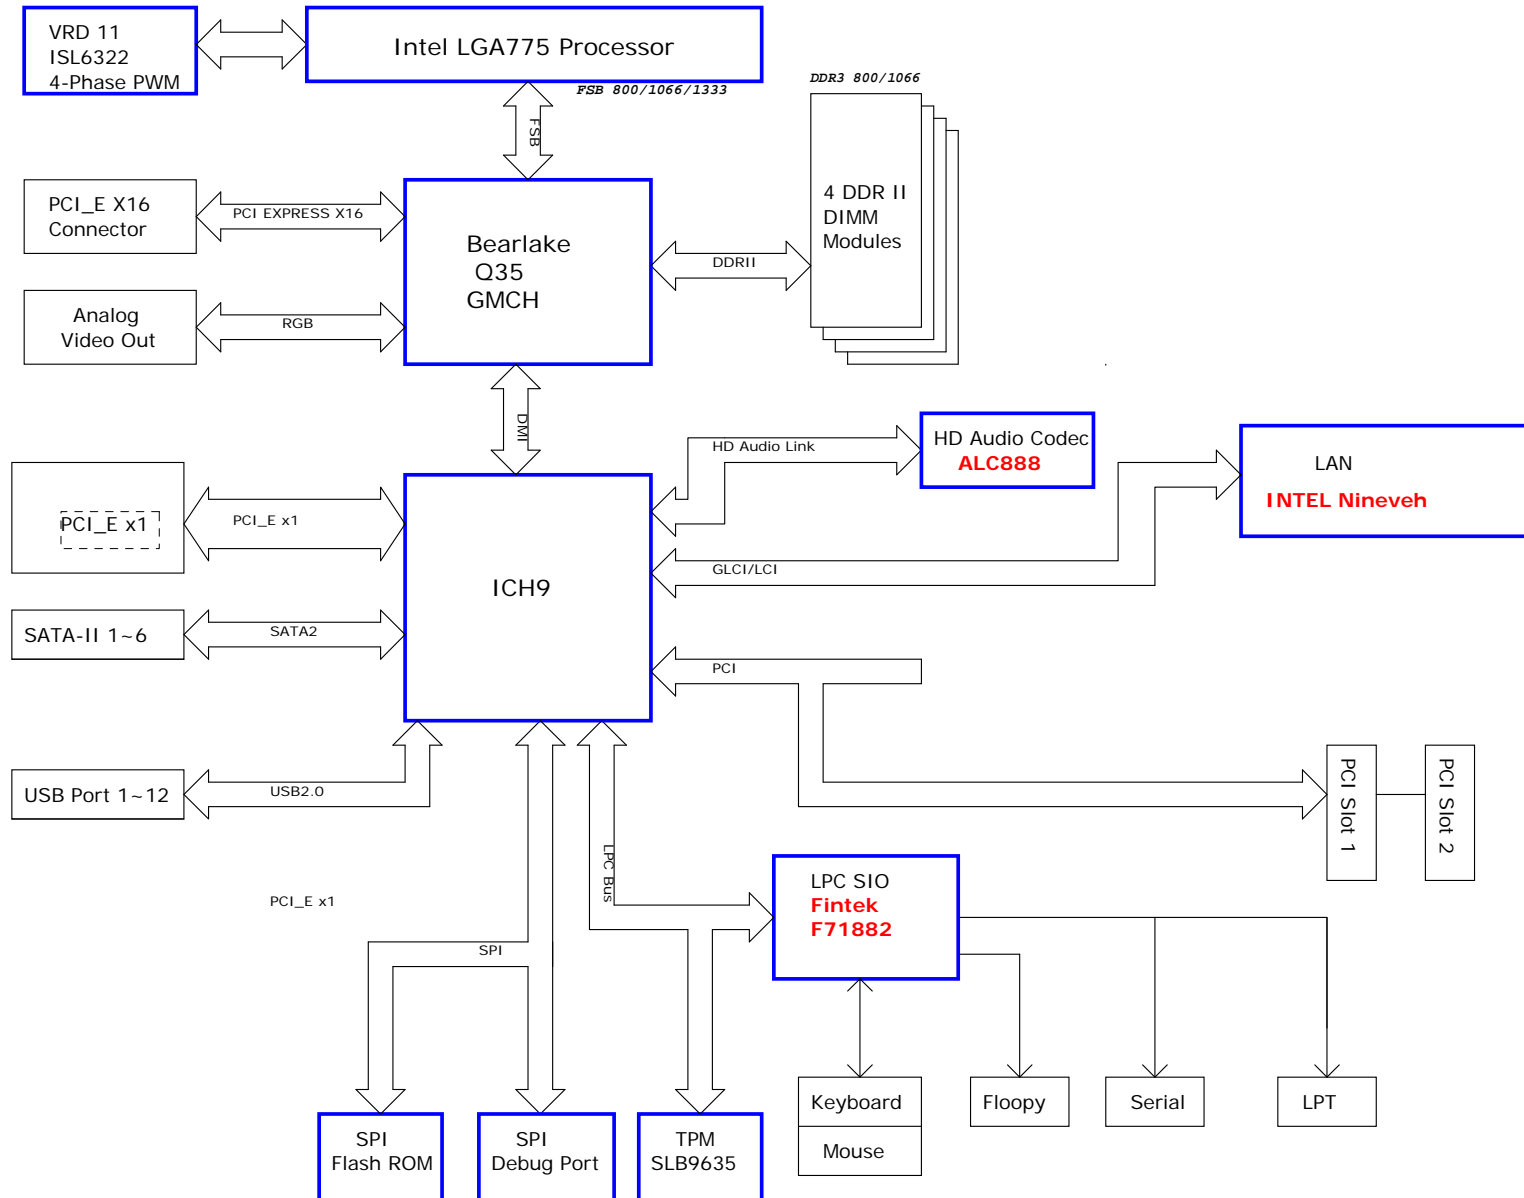 VRD 11
ISL6322
4-Phase PWM
Intel LGA775 Processor
FSB 800/1066/1333
DDR3 800/1066
FSB
PCI_E X16
Connector
PCI EXPRESS X16
Bearlake
Q35
GMCH
DDRII
4 DDR II
DIMM
Modules
Analog
Video Out
RGB
DMI
HD Audio Link
HD Audio Codec
ALC888
LAN
INTEL Nineveh
PCI_E x1
PCI_E x1
ICH9
GLCI/LCI
SATA-II 1~6
SATA2
PCI
USB Port 1~12
USB2.0
PCI Slot 1
PCI Slot 2
LPC Bus
PCI_E x1
LPC SIO
Fintek
F71882
SPI
Keyboard
Mouse
Floopy
Serial
LPT
SPI
Flash ROM
SPI
Debug Port
TPM
SLB9635